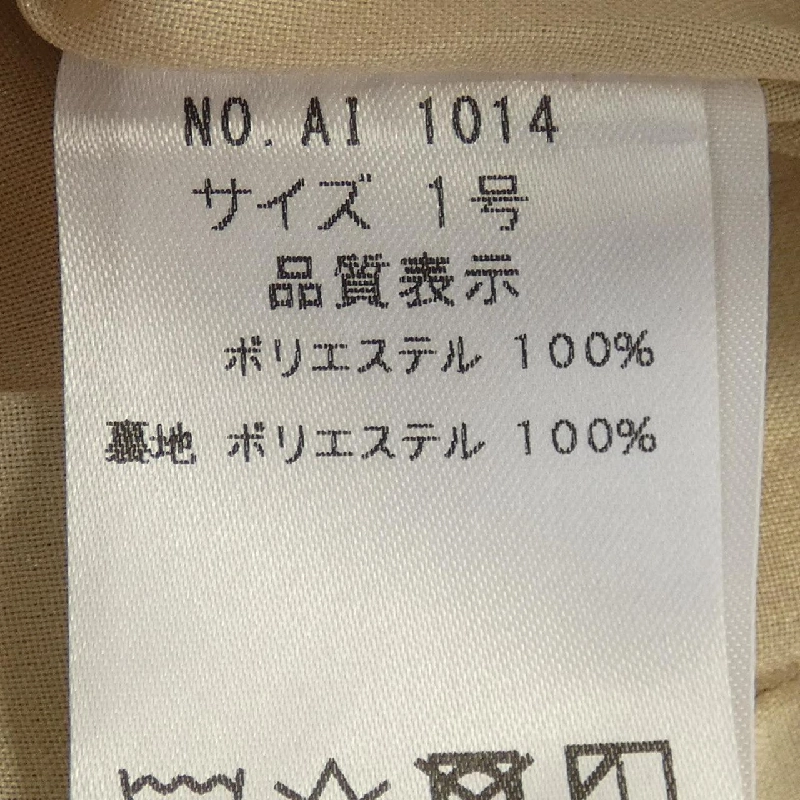 NO. AI 1014
サイズ 1号
品質表示
ポリエステル 100%
裏地 ポリエステル 100%